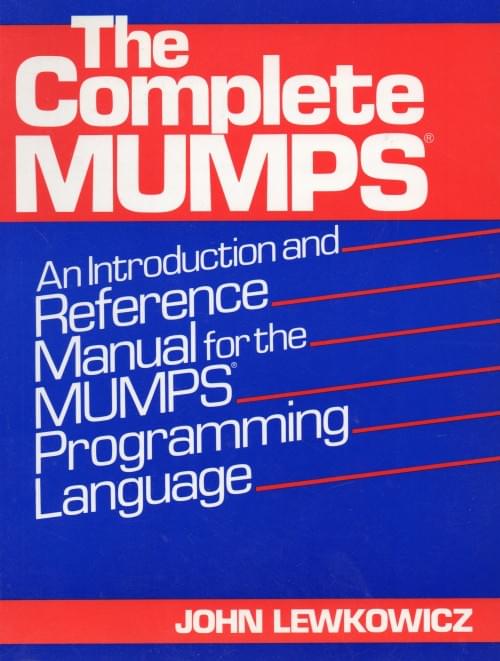 The
Complete
MUMPS®
An Introduction and
Reference
Manual for the
MUMPS®
Programming
Language
JOHN LEWKOWICZ